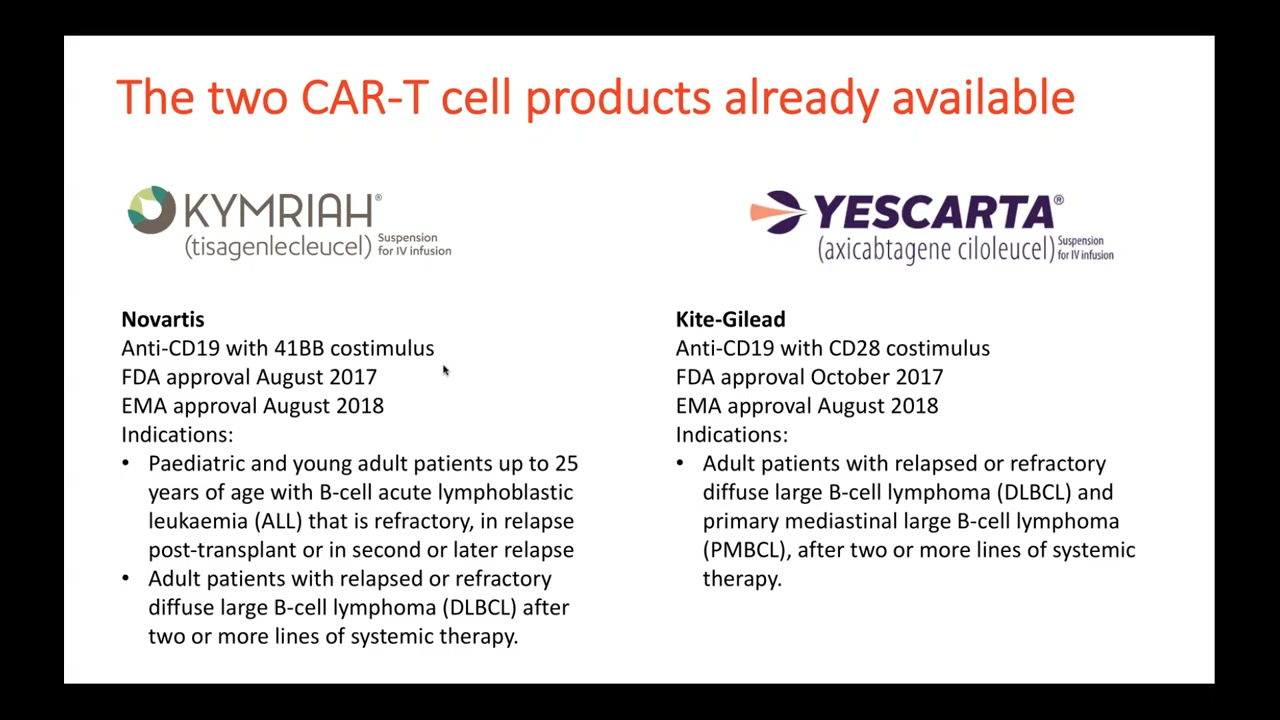 The two CAR-T cell products already available
KYMRIAH®
(tisagenlecleucel) Suspension for IV infusion
YESCARTA®
(axicabtagene ciloleucel) Suspension for IV infusion
Novartis
Anti-CD19 with 41BB costimulus
FDA approval August 2017
EMA approval August 2018
Indications:
• Paediatric and young adult patients up to 25
years of age with B-cell acute lymphoblastic
leukaemia (ALL) that is refractory, in relapse
post-transplant or in second or later relapse
• Adult patients with relapsed or refractory
diffuse large B-cell lymphoma (DLBCL) after
two or more lines of systemic therapy.
Kite-Gilead
Anti-CD19 with CD28 costimulus
FDA approval October 2017
EMA approval August 2018
Indications:
• Adult patients with relapsed or refractory
diffuse large B-cell lymphoma (DLBCL) and
primary mediastinal large B-cell lymphoma
(PMBCL), after two or more lines of systemic
therapy.